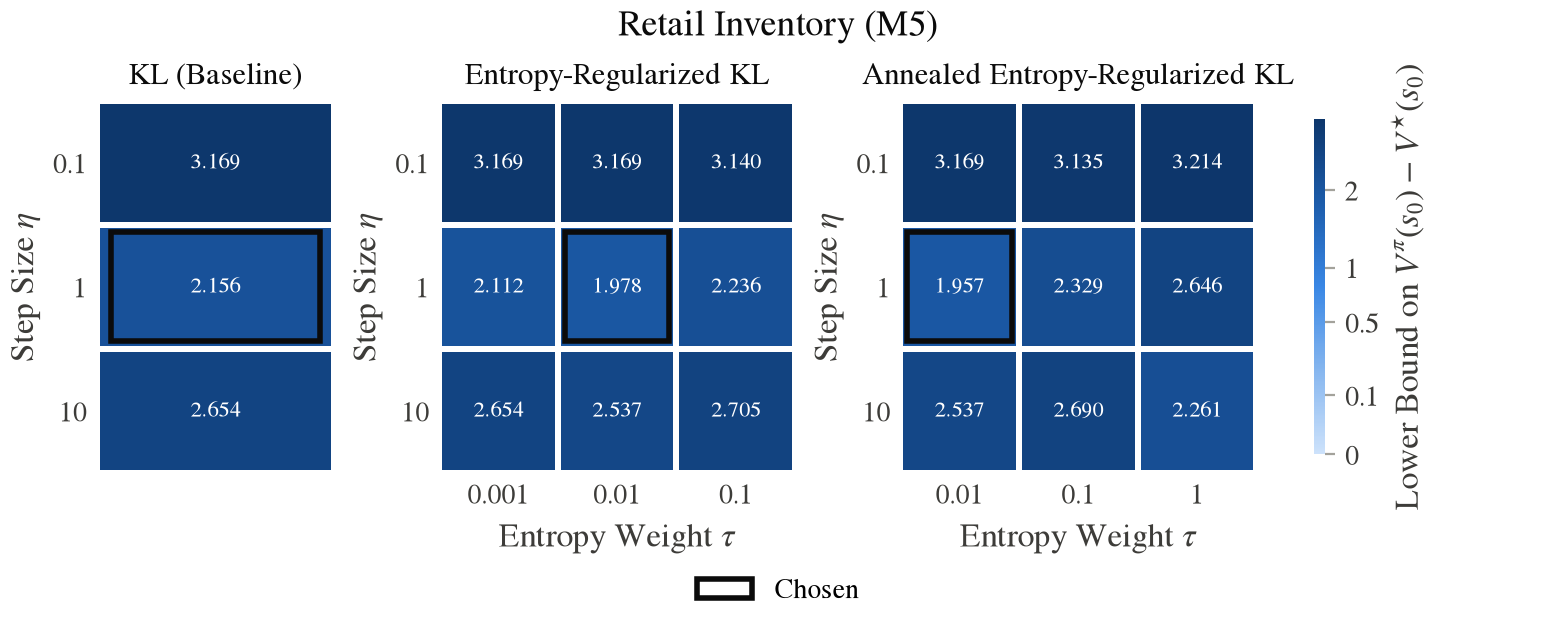 Retail Inventory (M5)
KL (Baseline)
Step Size η
0.1
3.169
1
2.156
10
2.654
Entropy-Regularized KL
Step Size η
0.1
3.169 3.169 3.140
1
2.112 1.978 2.236
10
2.654 2.537 2.705
0.001 0.01 0.1
Entropy Weight τ
Annealed Entropy-Regularized KL
Step Size η
0.1
3.169 3.135 3.214
1
1.957 2.329 2.646
10
2.537 2.690 2.261
0.01 0.1 1
Entropy Weight τ
2
1
0.5
0.1
0
Lower Bound on V^π(s₀) − V^★(s₀)
Chosen